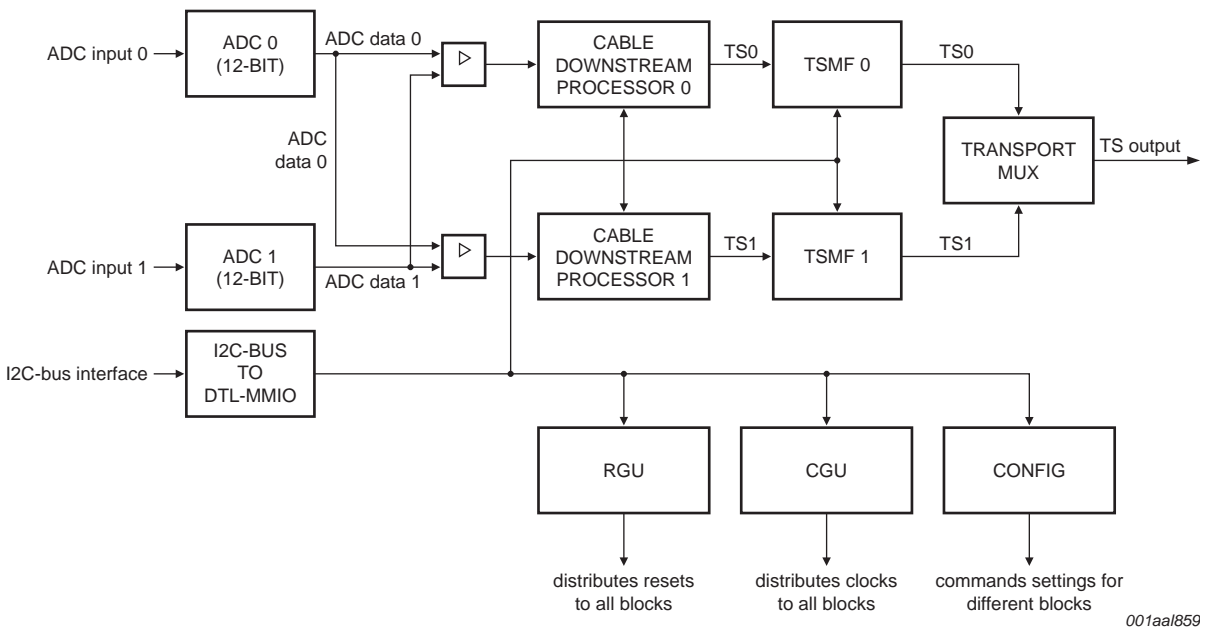 ADC input 0
ADC 0
(12-BIT)
ADC data 0
CABLE
DOWNSTREAM
PROCESSOR 0
TS0
TSMF 0
TS0
ADC
data 0
TRANSPORT
MUX
TS output
ADC input 1
ADC 1
(12-BIT)
ADC data 1
CABLE
DOWNSTREAM
PROCESSOR 1
TS1
TSMF 1
TS1
I2C-bus interface
I2C-BUS
TO
DTL-MMIO
RGU
CGU
CONFIG
distributes resets
to all blocks
distributes clocks
to all blocks
commands settings for
different blocks
001aal859